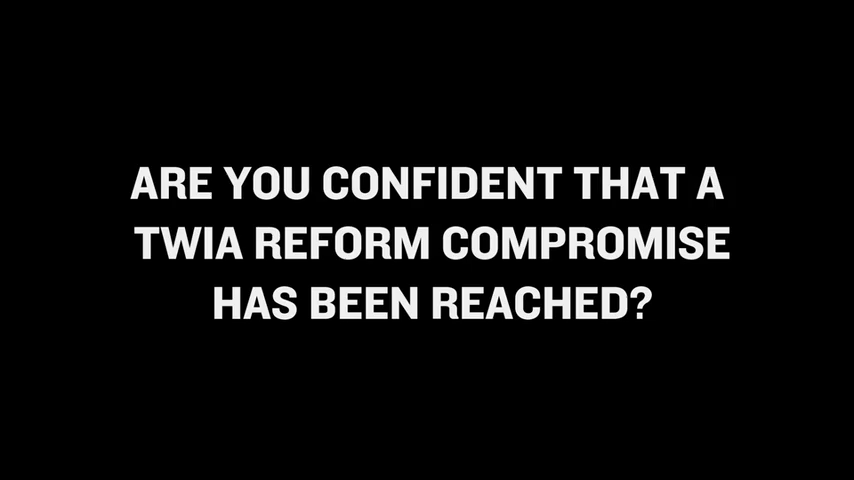 ARE YOU CONFIDENT THAT A
TWIA REFORM COMPROMISE
HAS BEEN REACHED?